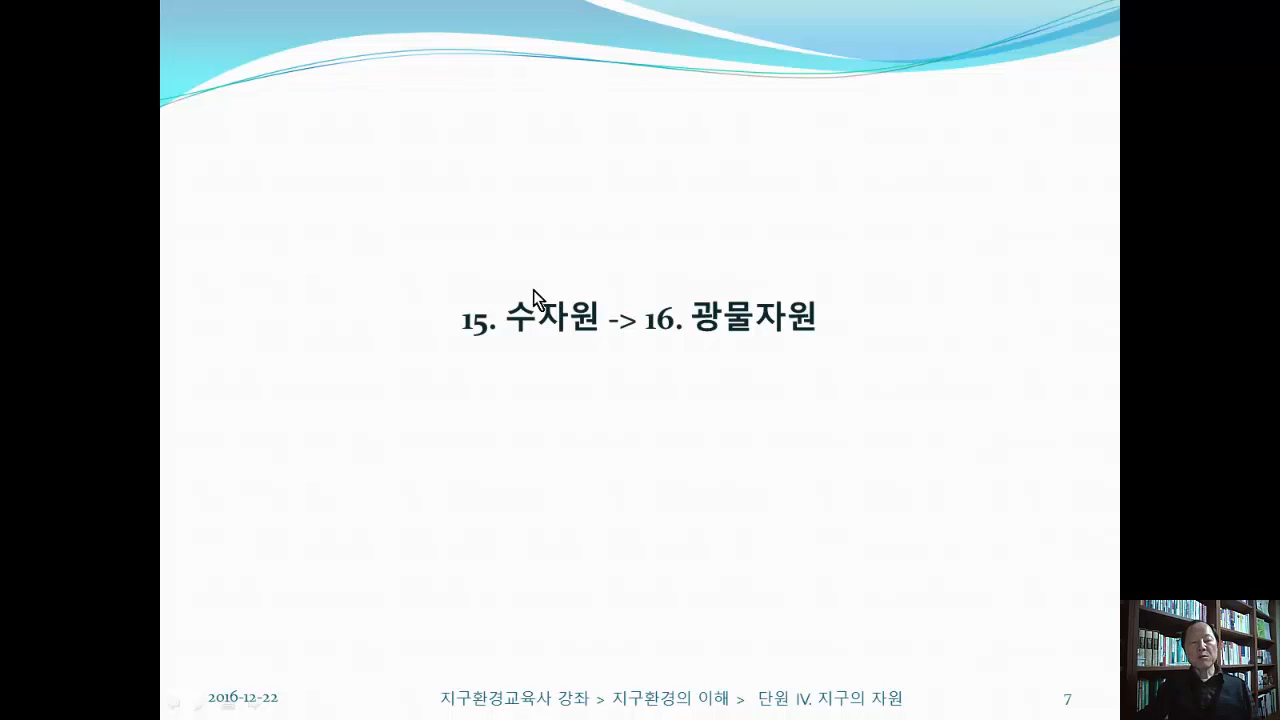 15. 수자원 -> 16. 광물자원
2016-12-22
지구환경교육사 강좌 > 지구환경의 이해 > 단원 Ⅳ. 지구의 자원
7